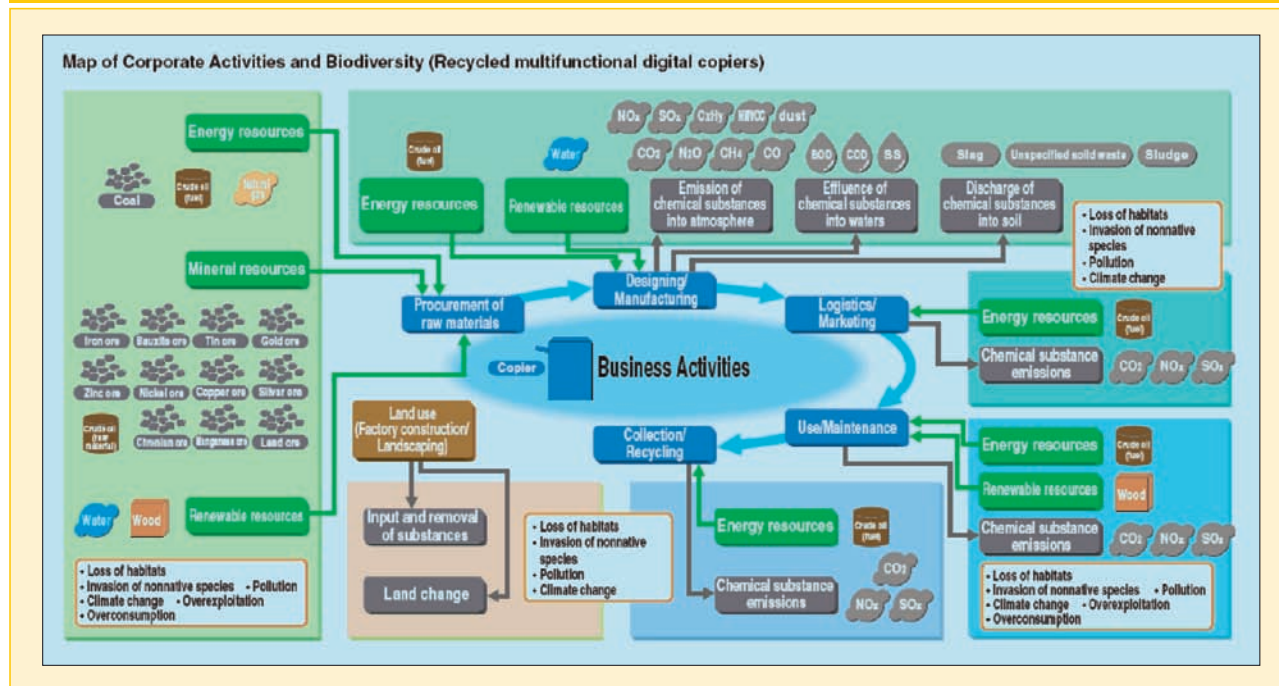 Map of Corporate Activities and Biodiversity (Recycled multifunctional digital copiers)
Energy resources
Coal
Crude oil
(fuel)
Natural
Mineral resources
Iron ore
Bauxite ore
Tin ore
Gold ore
Zinc ore
Nickel ore
Copper ore
Silver ore
Crude oil
(raw
material)
Chromium ore
Manganese ore
Lead ore
Water
Wood
Renewable resources
• Loss of habitats
• Invasion of nonnative species • Pollution
• Climate change • Overexploitation
• Overconsumption
Crude oil
(fuel)
Energy resources
Water
Renewable resources
NOx
SOx
CxHy
NMVOC
dust
CO2
N2O
CH4
CO
Emission of
chemical substances
into atmosphere
BOD
COD
SS
Effluence of
chemical substances
into waters
Slag
Unspecified solid waste
Sludge
Discharge of
chemical substances
into soil
• Loss of habitats
• Invasion of nonnative
species
• Pollution
• Climate change
Procurement of
raw materials
Designing/
Manufacturing
Logistics/
Marketing
Energy resources
Crude oil
(fuel)
Chemical substance
emissions
CO2
NOx
SOx
Copier
Business Activities
Use/Maintenance
Energy resources
Crude oil
(fuel)
Renewable resources
Wood
Chemical substance
emissions
CO2
NOx
SOx
• Loss of habitats
• Invasion of nonnative species • Pollution
• Climate change • Overexploitation
• Overconsumption
Collection/
Recycling
Energy resources
Crude oil
(fuel)
Chemical substance
emissions
CO2
NOx
SOx
Land use
(Factory construction/
Landscaping)
Input and removal
of substances
Land change
• Loss of habitats
• Invasion of nonnative
species
• Pollution
• Climate change